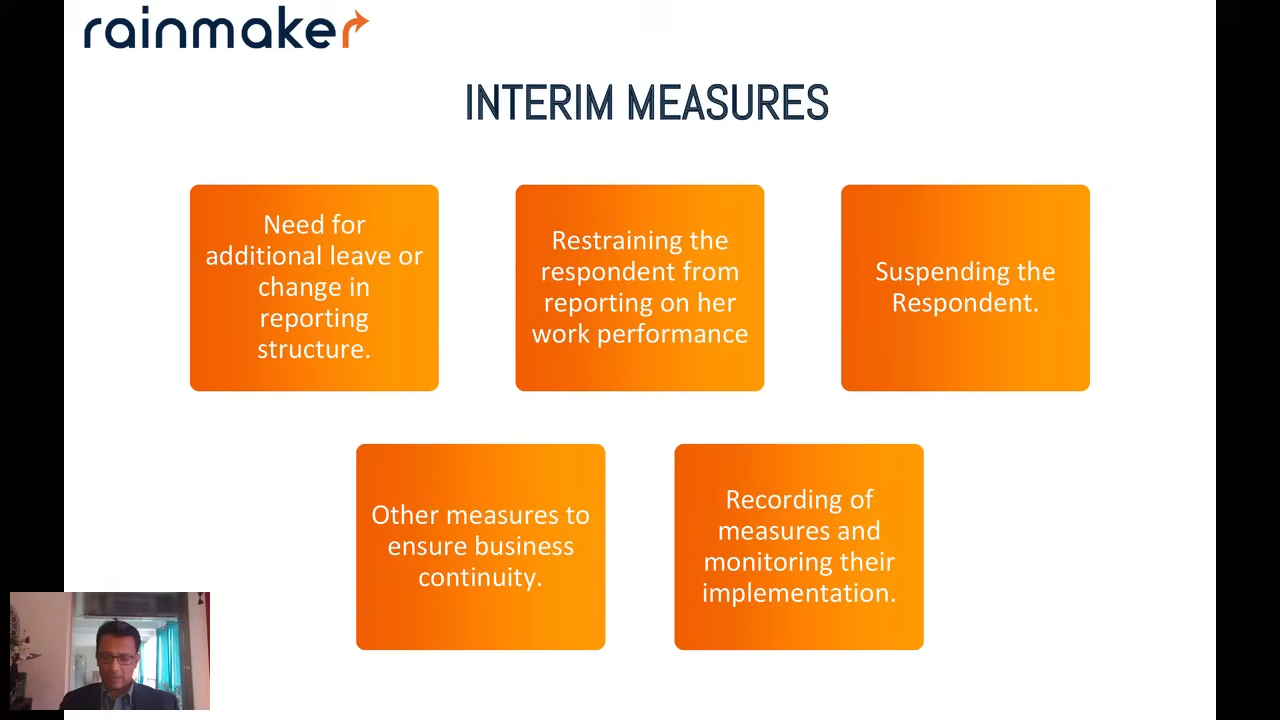 rainmaker
INTERIM MEASURES
Need for
additional leave or
change in
reporting
structure.
Restraining the
respondent from
reporting on her
work performance
Suspending the
Respondent.
Other measures to
ensure business
continuity.
Recording of
measures and
monitoring their
implementation.